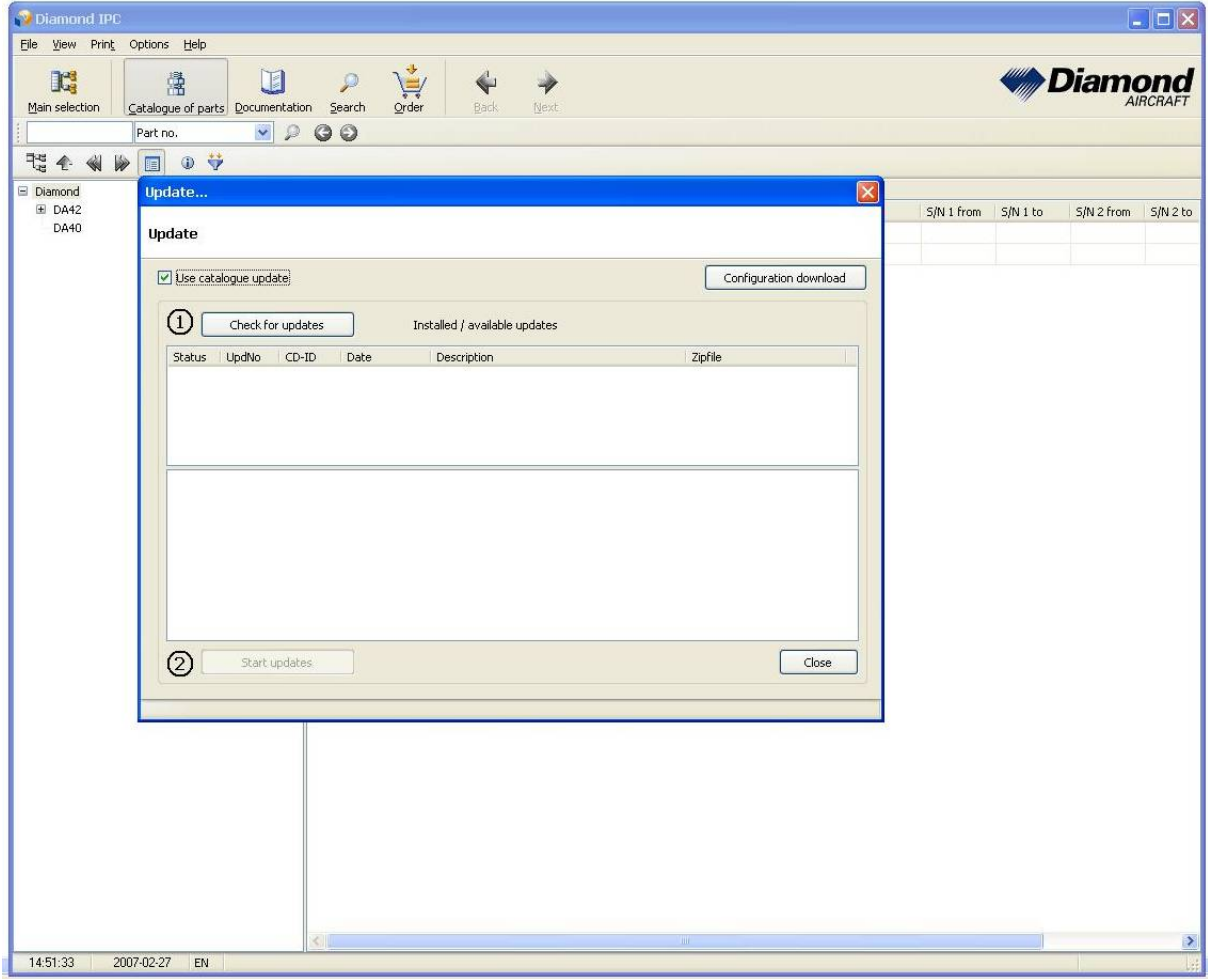 Diamond IPC
File View Print Options Help
Main selection Catalogue of parts Documentation Search Order Back Next
Diamond
AIRCRAFT
Part no.
Diamond
DA42
DA40
S/N 1 from S/N 1 to S/N 2 from S/N 2 to
Update...
Update
Use catalogue update
Configuration download
1 Check for updates Installed / available updates
Status UpdNo CD-ID Date Description Zipfile
2 Start updates Close
14:51:33 2007-02-27 EN